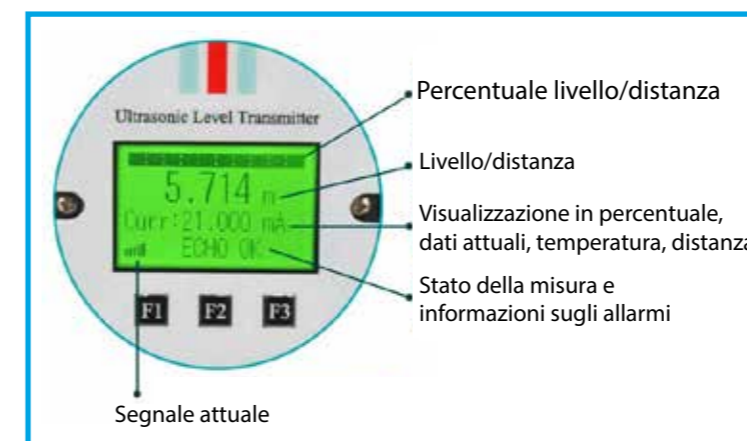 Ultrasonic Level Transmitter
5.714 m
Curr:21.000 mA
ECHO OK
F1 F2 F3
Percentuale livello/distanza
Livello/distanza
Visualizzazione in percentuale,
dati attuali, temperatura, distanza
Stato della misura e
informazioni sugli allarmi
Segnale attuale